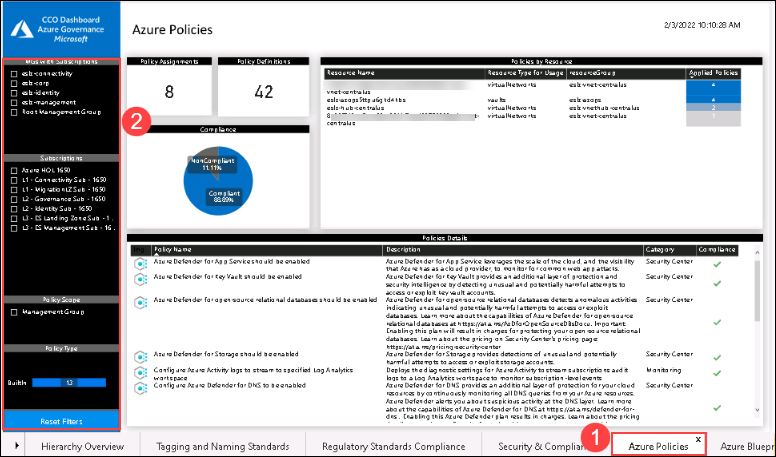 CCO Dashboard
Azure Governance
Microsoft
Azure Policies
2/3/2022 10:10:28 AM
MGs with Subscriptions
eslz-connectivity
eslz-corp
eslz-identity
eslz-management
Root Management Group
Subscriptions
Azure HOL 1650
L1 - Connectivity Sub - 1650
L1 - MigrationLZ Sub - 1650
L2 - Governance Sub - 1650
L2 - Identity Sub - 1650
L3 - ES Landing Zone Sub - 1...
L3 - ES Management Sub - 16...
Policy Scope
Management Group
Policy Type
BuiltIn 12
Reset Filters
2
Policy Assignments
8
Policy Definitions
42
Compliance
NonCompliant
11.11%
Compliant
88.89%
Policies by Resource
Resource Name Resource Type for Usage resourceGroup Applied Policies
vnet-centralus virtualNetworks eslz-vnet-centralus 4
vaults eslz-asops 4
eslz-hub-centralus virtualNetworks eslz-vnethub-centralus 2
centralus virtualNetworks eslz-vnet-centralus 1
Policies Details
Policy Name Description Category Compliance
Azure Defender for App Service should be enabled Azure Defender for App Service leverages the scale of the cloud, and the visibility Security Center
that Azure has as a cloud provider, to monitor for common web app attacks.
Azure Defender for Key Vault should be enabled Azure Defender for Key Vault provides an additional layer of protection and Security Center
security intelligence by detecting unusual and potentially harmful attempts to
access or exploit key vault accounts.
Azure Defender for open-source relational databases should be enabled Azure Defender for open-source relational databases detects anomalous activities Security Center
indicating unusual and potentially harmful attempts to access or exploit
databases. Learn more about the capabilities of Azure Defender for open-source
relational databases at https://aka.ms/AzDforOpenSourceDBsDocu. Important:
Enabling this plan will result in charges for protecting your open-source relational
databases. Learn about the pricing on Security Center's pricing page:
https://aka.ms/pricing-security-center
Azure Defender for Storage should be enabled Azure Defender for Storage provides detections of unusual and potentially Security Center
harmful attempts to access or exploit storage accounts.
Configure Azure Activity logs to stream to specified Log Analytics Deploys the diagnostic settings for Azure Activity to stream subscriptions audit Monitoring
workspace logs to a Log Analytics workspace to monitor subscription-level events
Configure Azure Defender for DNS to be enabled Azure Defender for DNS provides an additional layer of protection for your cloud Security Center
resources by continuously monitoring all DNS queries from your Azure resources.
Azure Defender alerts you about suspicious activity at the DNS layer. Learn more
about the capabilities of Azure Defender for DNS at https://aka.ms/defender-for-
dns . Enabling this Azure Defender plan results in charges. Learn about the pricing
1
Hierarchy Overview Tagging and Naming Standards Regulatory Standards Compliance Security & Complian Azure Policies x Azure Bluepr